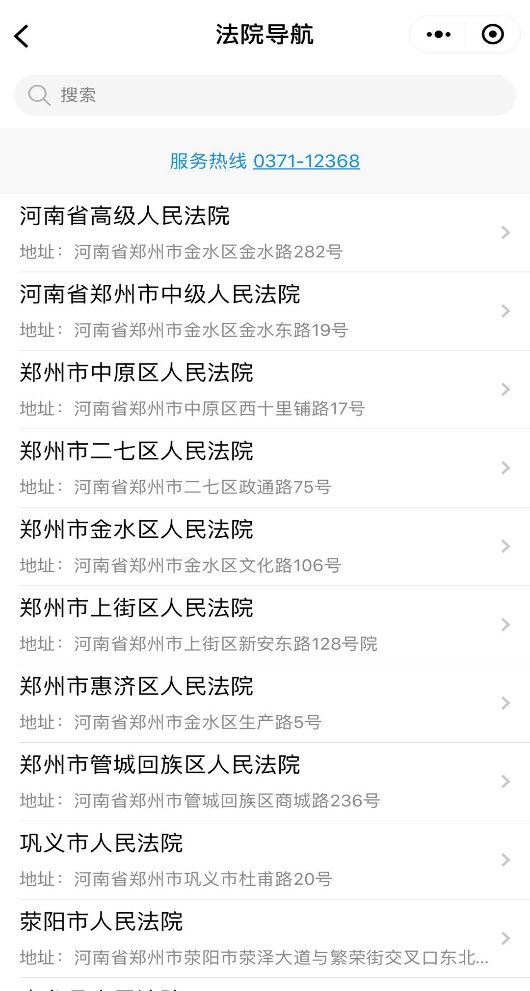 法院导航
搜索
服务热线 0371-12368
河南省高级人民法院
地址：河南省郑州市金水区金水路282号
河南省郑州市中级人民法院
地址：河南省郑州市金水区金水东路19号
郑州市中原区人民法院
地址：河南省郑州市中原区西十里铺路17号
郑州市二七区人民法院
地址：河南省郑州市二七区政通路75号
郑州市金水区人民法院
地址：河南省郑州市金水区文化路106号
郑州市上街区人民法院
地址：河南省郑州市上街区新安东路128号院
郑州市惠济区人民法院
地址：河南省郑州市金水区生产路5号
郑州市管城回族区人民法院
地址：河南省郑州市管城回族区商城路236号
巩义市人民法院
地址：河南省郑州市巩义市杜甫路20号
荥阳市人民法院
地址：河南省郑州市荥阳市荥泽大道与繁荣街交叉口东北...